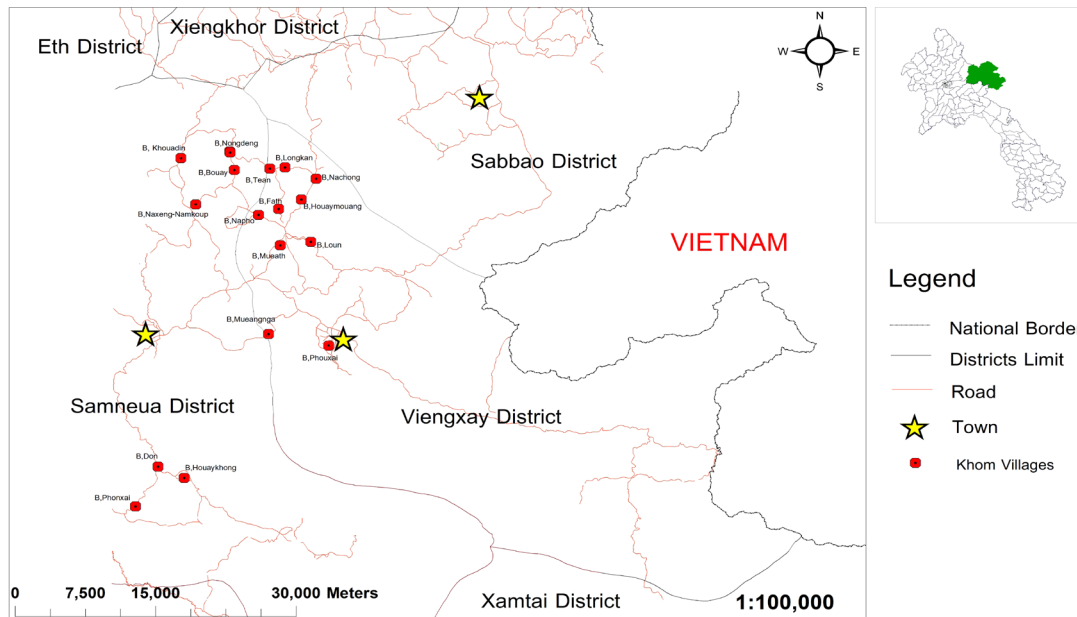 Xiengkhor District
Eth District
N
W
E
S
Sabbao District
B, Khouadin
B,Nongdeng
B,Longkan
B,Bouay
B,Tean
B,Nachong
B,Fath
B,Houaymouang
B,Naxeng-Namkoup
B,Napho
B,Loun
B,Mueath
VIETNAM
B,Mueangnga
B,Phouxai
Samneua District
Viengxay District
B,Don
B,Houaykhong
B,Phonxai
0 7,500 15,000 30,000 Meters
Xamtai District
1:100,000
Legend
National Borde
Districts Limit
Road
Town
Khom Villages